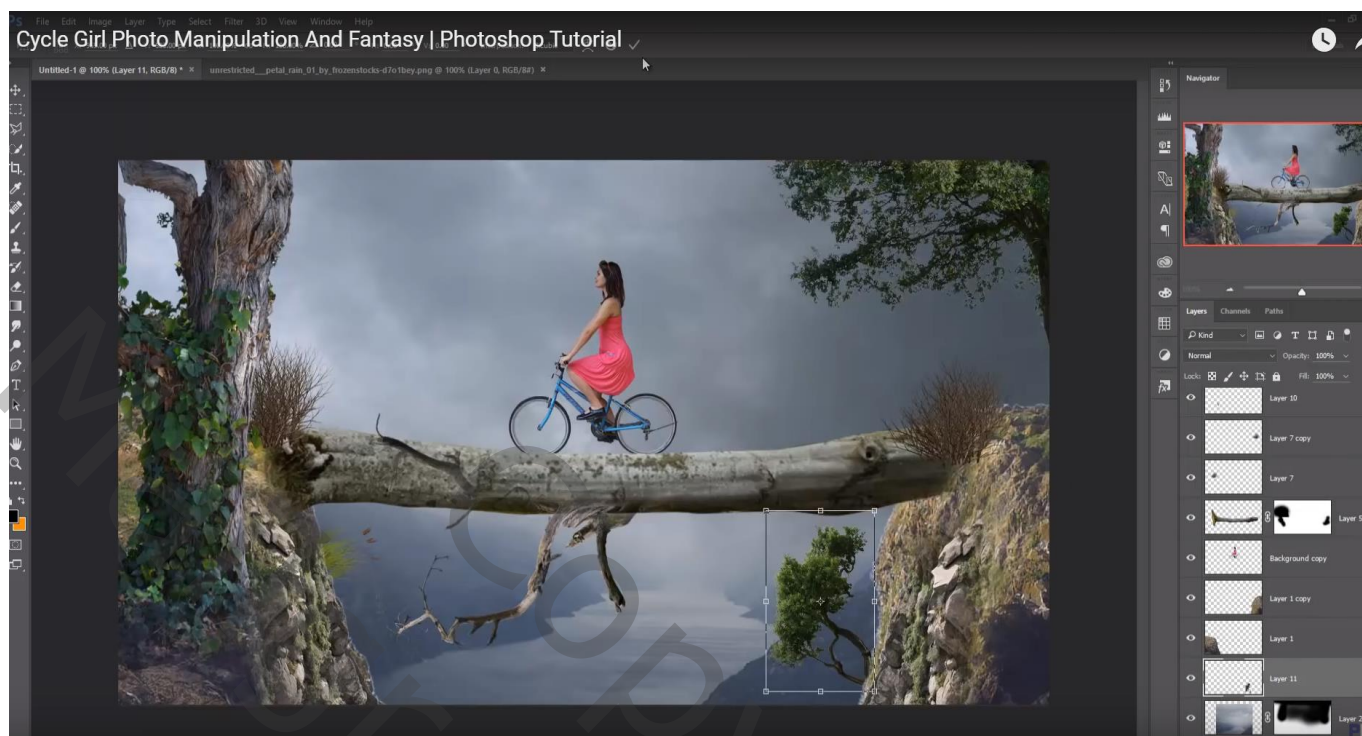 PS File Edit Image Layer Type Select Filter 3D View Window Help
Cycle Girl Photo Manipulation And Fantasy | Photoshop Tutorial
Untitled-1 @ 100% (Layer 11, RGB/8) * × unrestricted__petal_rain_01_by_frozenstocks-d7o1bey.png @ 100% (Layer 0, RGB/8#) ×
Navigator
Layers Channels Paths
Kind
Normal Opacity: 100%
Lock: Fill: 100%
Layer 10
Layer 7 copy
Layer 7
Layer 5
Background copy
Layer 1 copy
Layer 1
Layer 11
Layer 2